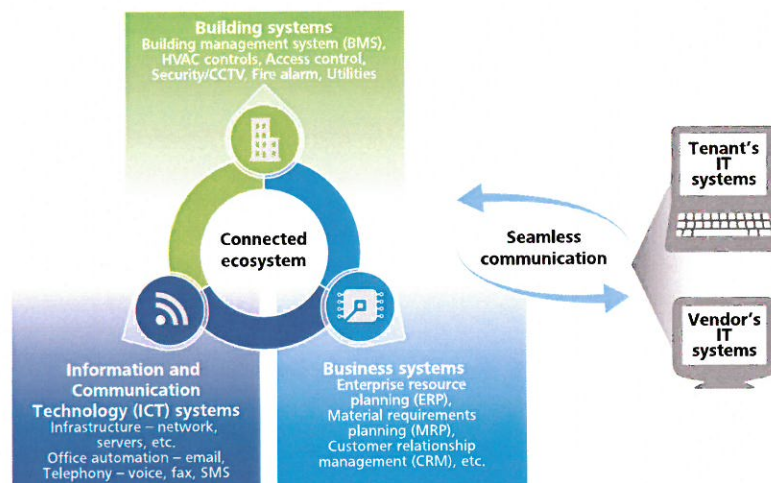 Building systems
Building management system (BMS),
HVAC controls, Access control,
Security/CCTV, Fire alarm, Utilities
Connected
ecosystem
Information and
Communication
Technology (ICT) systems
Infrastructure – network,
servers, etc.
Office automation – email,
Telephony – voice, fax, SMS
Business systems
Enterprise resource
planning (ERP),
Material requirements
planning (MRP),
Customer relationship
management (CRM), etc.
Seamless
communication
Tenant's
IT
systems
Vendor's
IT
systems